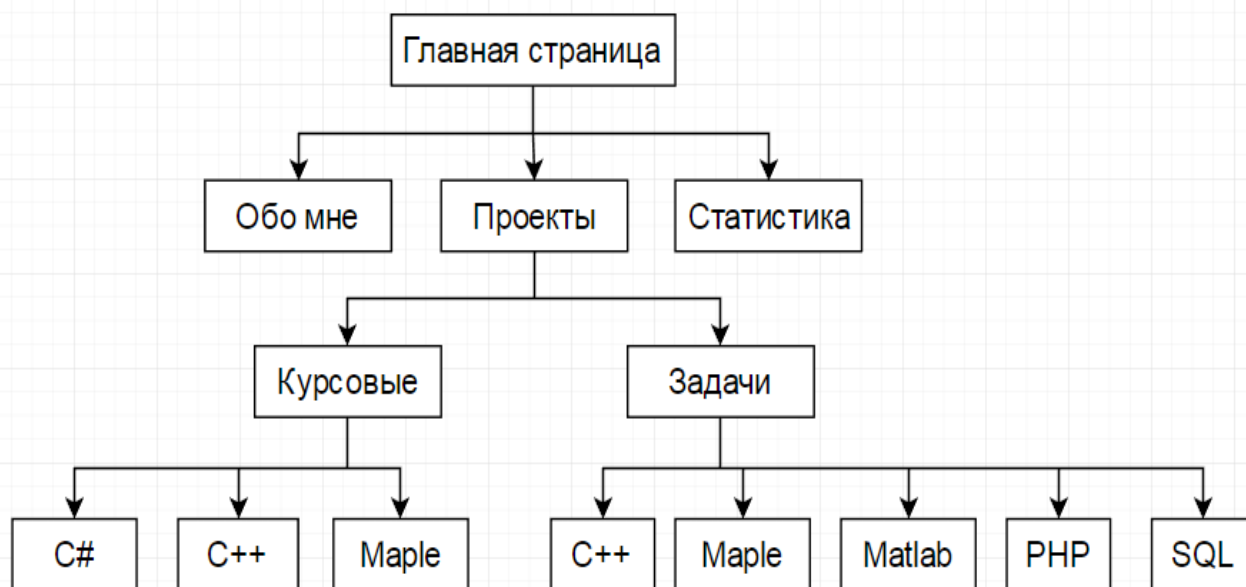 Главная страница
Обо мне
Проекты
Статистика
Курсовые
Задачи
C#
C++
Maple
C++
Maple
Matlab
PHP
SQL